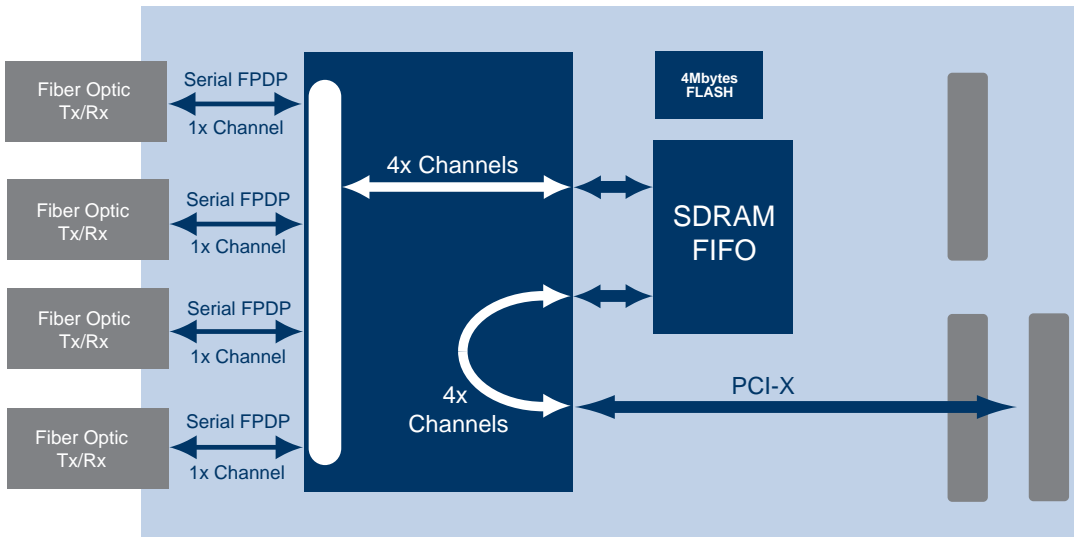 Fiber Optic
Tx/Rx
Serial FPDP
1x Channel
Fiber Optic
Tx/Rx
Serial FPDP
1x Channel
Fiber Optic
Tx/Rx
Serial FPDP
1x Channel
Fiber Optic
Tx/Rx
Serial FPDP
1x Channel
4x Channels
4x
Channels
4Mbytes
FLASH
SDRAM
FIFO
PCI-X